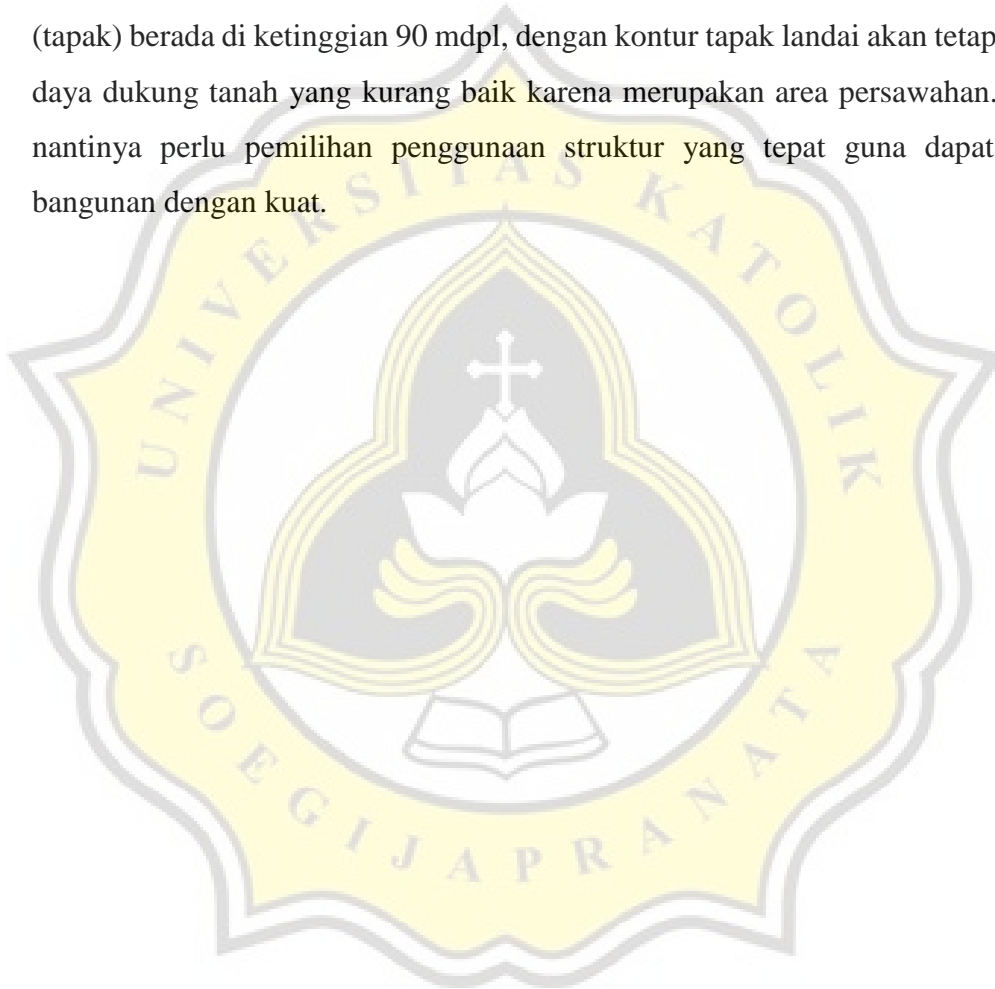 (tapak) berada di ketinggian 90 mdpl, dengan kontur tapak landai akan tetap
daya dukung tanah yang kurang baik karena merupakan area persawahan.
nantinya perlu pemilihan penggunaan struktur yang tepat guna dapat
bangunan dengan kuat.
UNIVERSITAS KATOLIK
SOEGIJAPRANATA